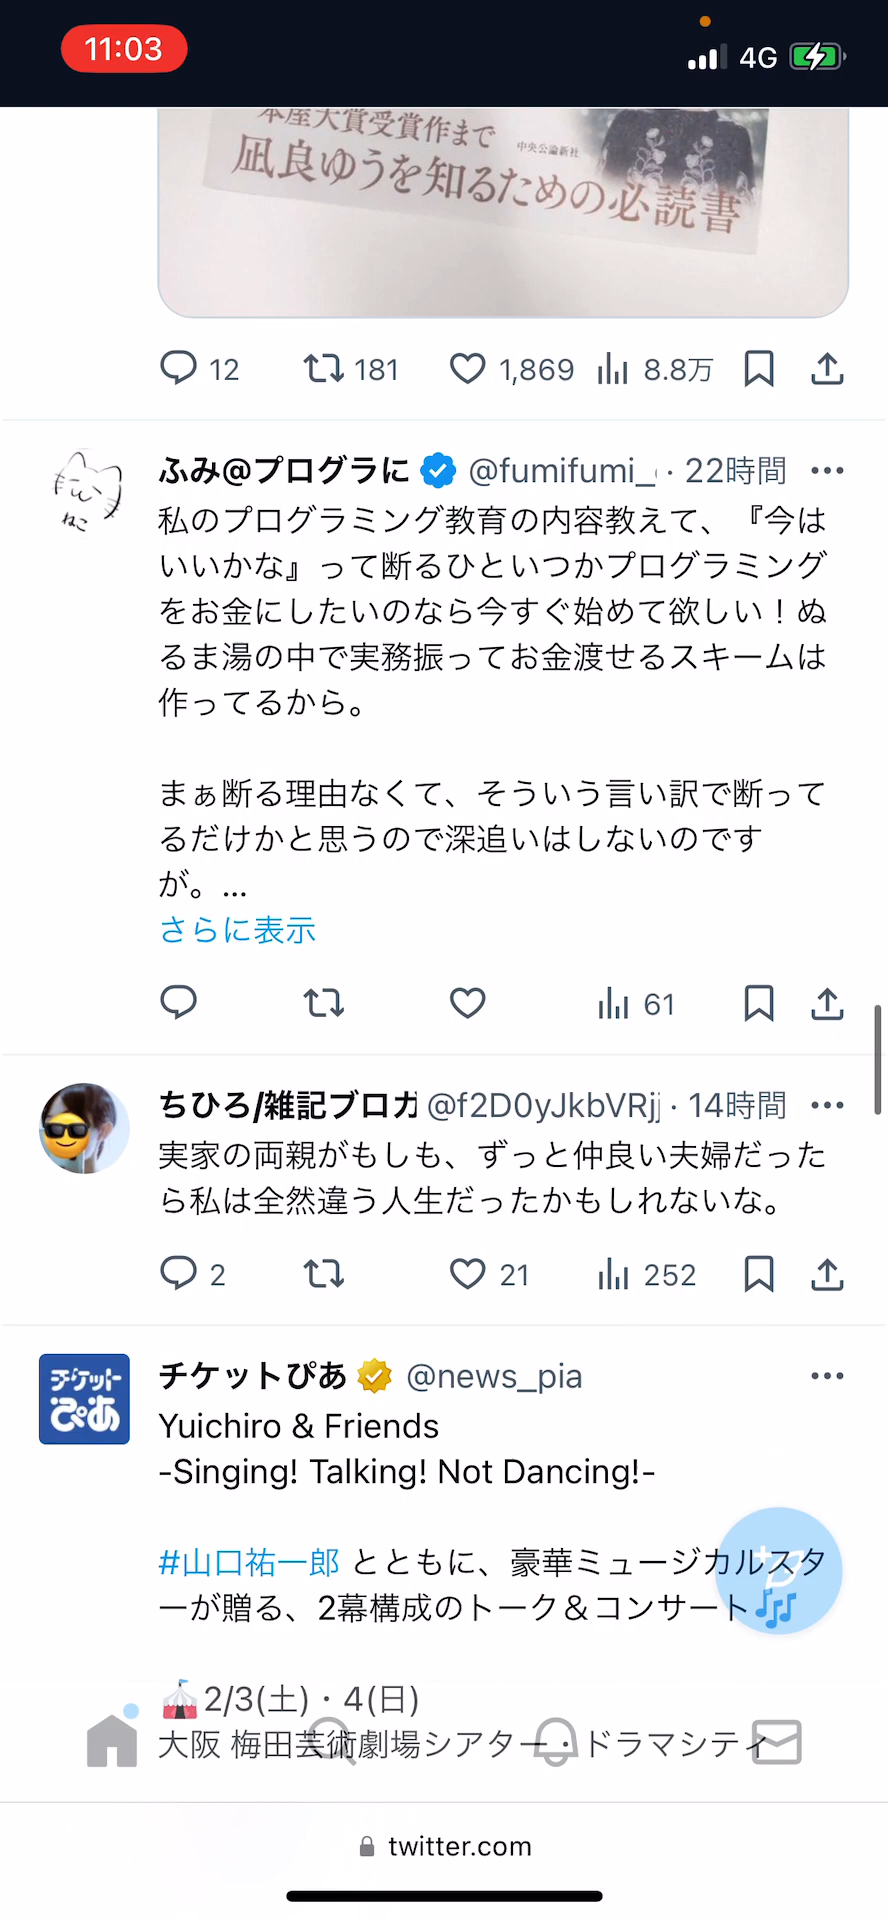 11:03
4G
本屋大賞受賞作まで
中央公論新社
凪良ゆうを知るための必読書
12 181 1,869 8.8万
ふみ@プログラに @fumifumi_ · 22時間
ねこ
私のプログラミング教育の内容教えて、『今は
いいかな』って断るひといつかプログラミング
をお金にしたいのなら今すぐ始めて欲しい！ぬ
るま湯の中で実務振ってお金渡せるスキームは
作ってるから。
まぁ断る理由なくて、そういう言い訳で断って
るだけかと思うので深追いはしないのです
が。…
さらに表示
61
ちひろ/雑記ブロガ @f2D0yJkbVRjj · 14時間
実家の両親がもしも、ずっと仲良い夫婦だった
ら私は全然違う人生だったかもしれないな。
2 21 252
チケットぴあ
チケットぴあ @news_pia
Yuichiro & Friends
-Singing! Talking! Not Dancing!-
#山口祐一郎 とともに、豪華ミュージカルスタ
ーが贈る、2幕構成のトーク＆コンサート
2/3(土)・4(日)
大阪 梅田芸術劇場シアター・ドラマシティ
twitter.com